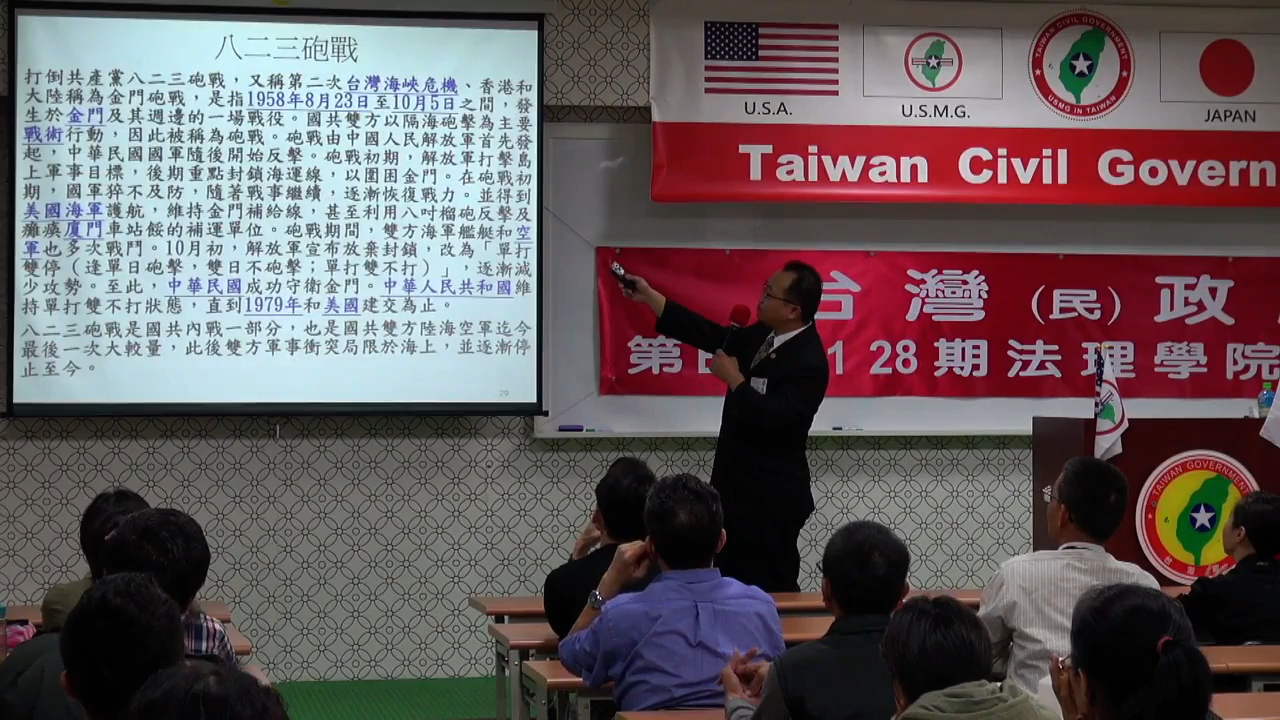 八二三砲戰
打倒共產黨八二三砲戰，又稱第二次台灣海峽危機、香港和
大陸稱為金門砲戰，是指1958年8月23日至10月5日之間，發
生於金門及其週邊的一場戰役。國共雙方以隔海砲擊為主要
戰術行動，因此被稱為砲戰。砲戰由中國人民解放軍首先發
起，中華民國國軍隨後開始反擊。砲戰初期，解放軍打擊島
上軍事目標，後期重點封鎖海運線，以圍困金門。在砲戰初
期，國軍猝不及防，隨著戰事繼續，逐漸恢復戰力。並得到
美國海軍護航，維持金門補給線，甚至利用八吋榴砲反擊及
癱瘓廈門車站餒的補運單位。砲戰期間，雙方海軍艦艇和空
軍也多次戰鬥。10月初，解放軍宣布放棄封鎖，改為「單打
雙停（逢單日砲擊，雙日不砲擊；單打雙不打）」，逐漸減
少攻勢。至此，中華民國成功守衛金門。中華人民共和國維
持單打雙不打狀態，直到1979年和美國建交為止。
八二三砲戰是國共內戰一部分，也是國共雙方陸海空軍迄今
最後一次大較量，此後雙方軍事衝突局限於海上，並逐漸停
止至今。
29
U.S.A.
U.S.M.G.
TAIWAN CIVIL GOVERNMENT
USMG IN TAIWAN
JAPAN
Taiwan Civil Govern
台灣(民)政
第 128期法理學院
TAIWAN GOVERNMENT